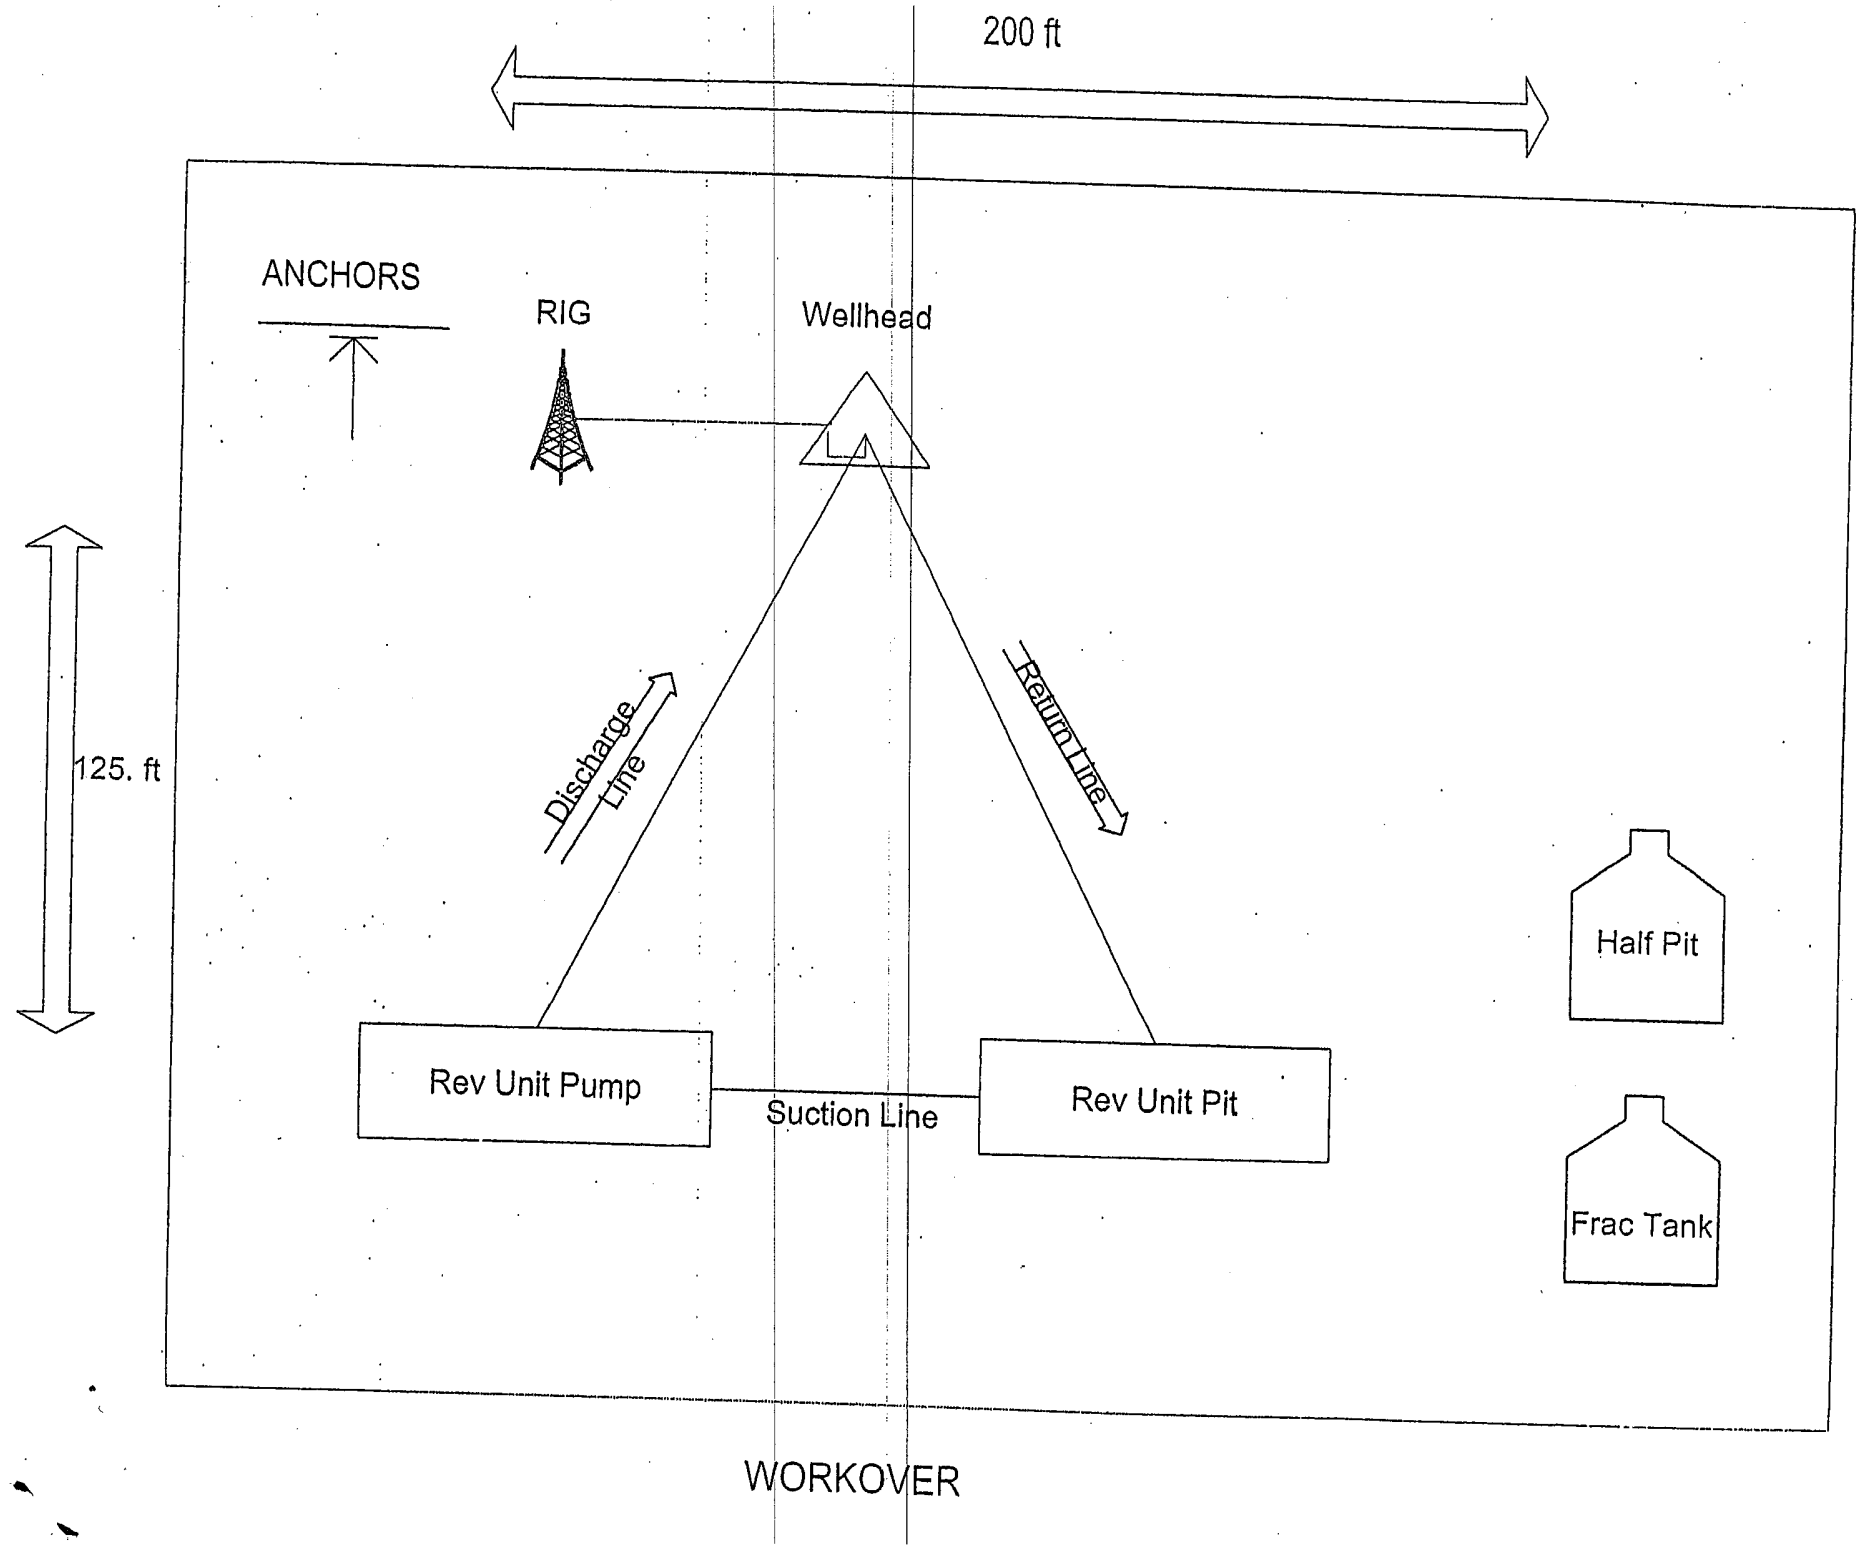 200 ft
ANCHORS
RIG
Wellhead
125. ft
Discharge
Line
Return Line
Half Pit
Rev Unit Pump
Suction Line
Rev Unit Pit
Frac Tank
WORKOVER